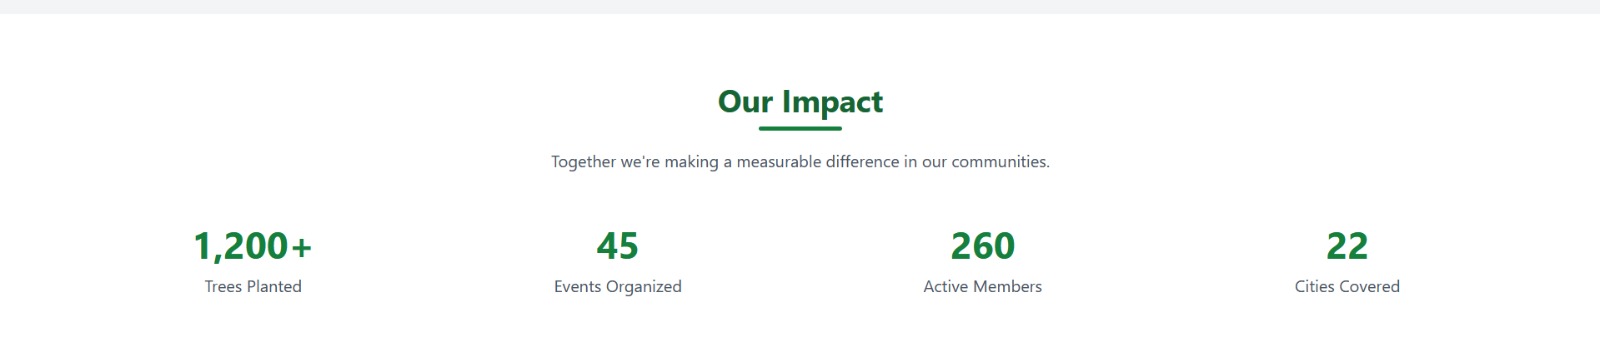 Our Impact
Together we're making a measurable difference in our communities.
1,200+ 45 260 22
Trees Planted Events Organized Active Members Cities Covered